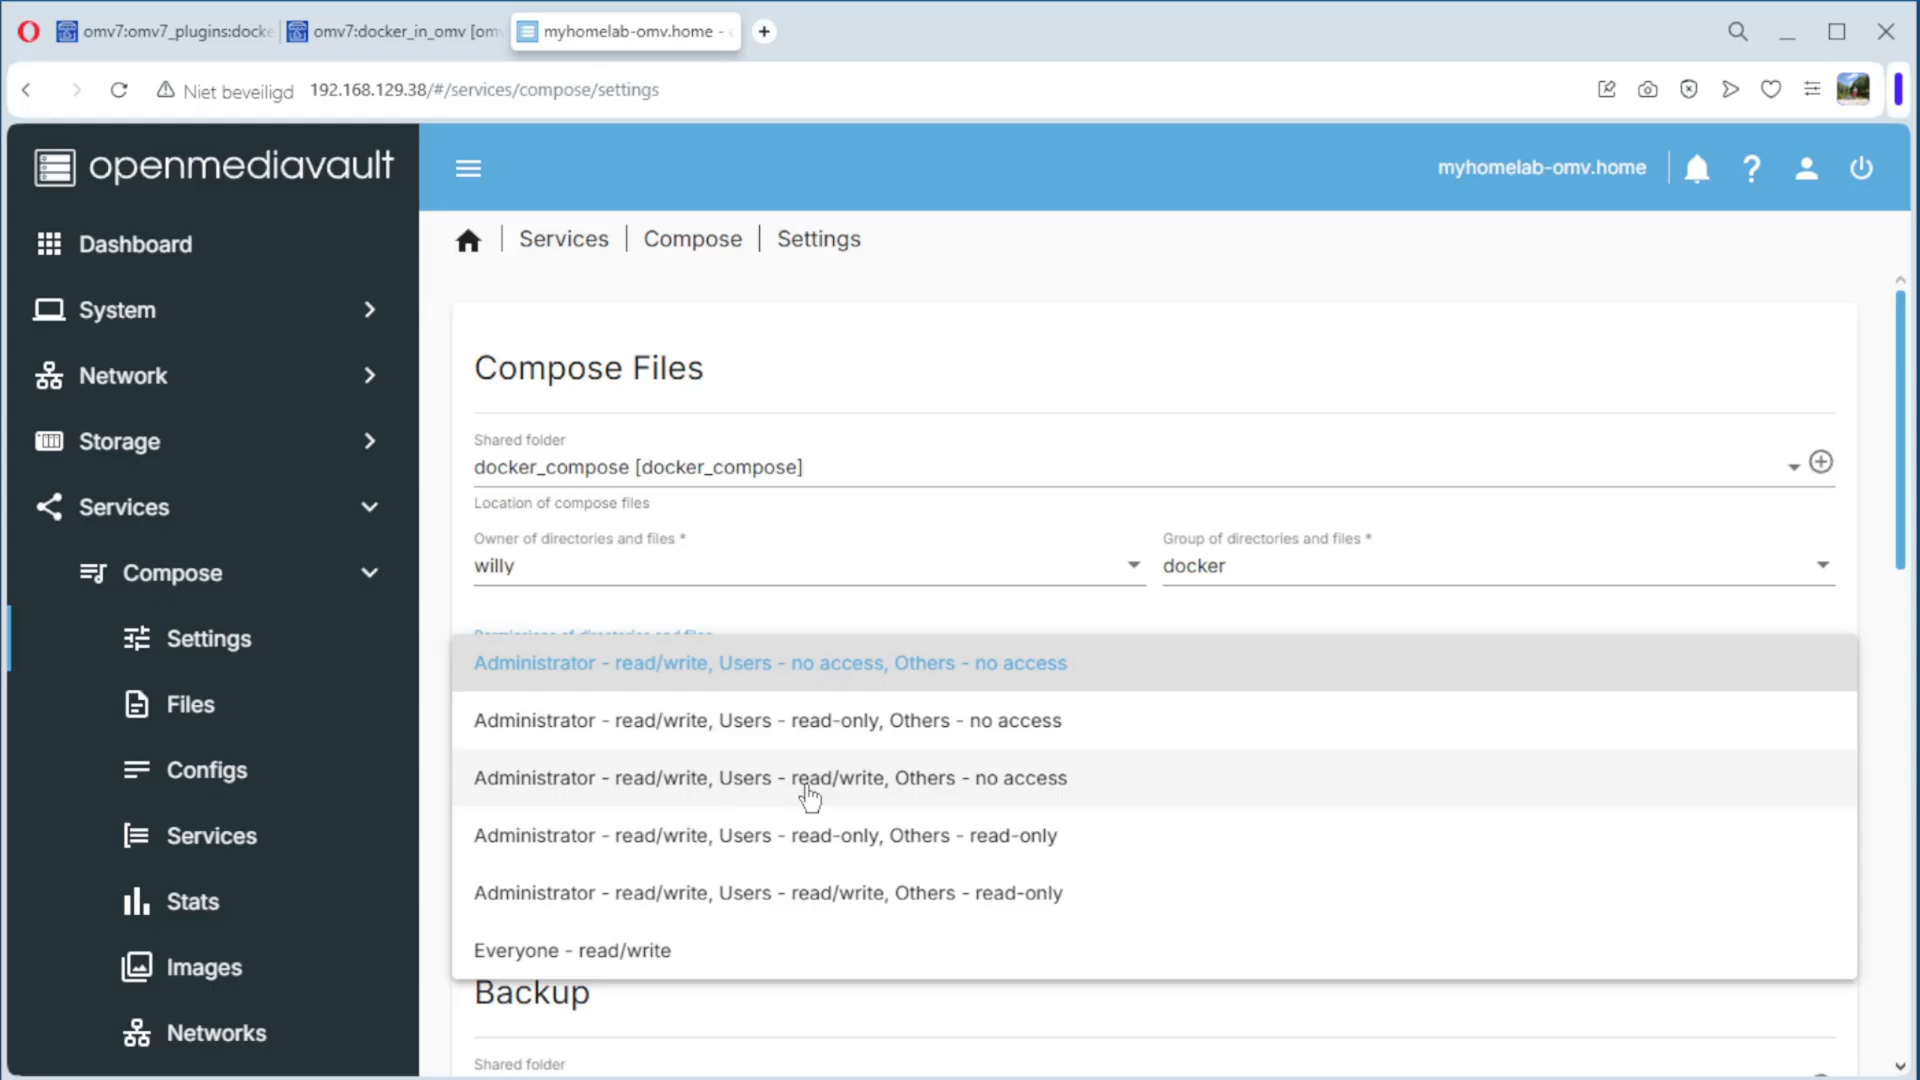 omv7:omv7_plugins:docke
omv7:docker_in_omv [om
myhomelab-omv.home -
Niet beveiligd
192.168.129.38/#/services/compose/settings
openmediavault
myhomelab-omv.home
Dashboard
System
Network
Storage
Services
Compose
Settings
Files
Configs
Services
Stats
Images
Networks
Services | Compose | Settings
Compose Files
Shared folder
docker_compose [docker_compose]
Location of compose files
Owner of directories and files *
willy
Group of directories and files *
docker
Permissions of directories and files
Administrator - read/write, Users - no access, Others - no access
Administrator - read/write, Users - read-only, Others - no access
Administrator - read/write, Users - read/write, Others - no access
Administrator - read/write, Users - read-only, Others - read-only
Administrator - read/write, Users - read/write, Others - read-only
Everyone - read/write
Backup
Shared folder